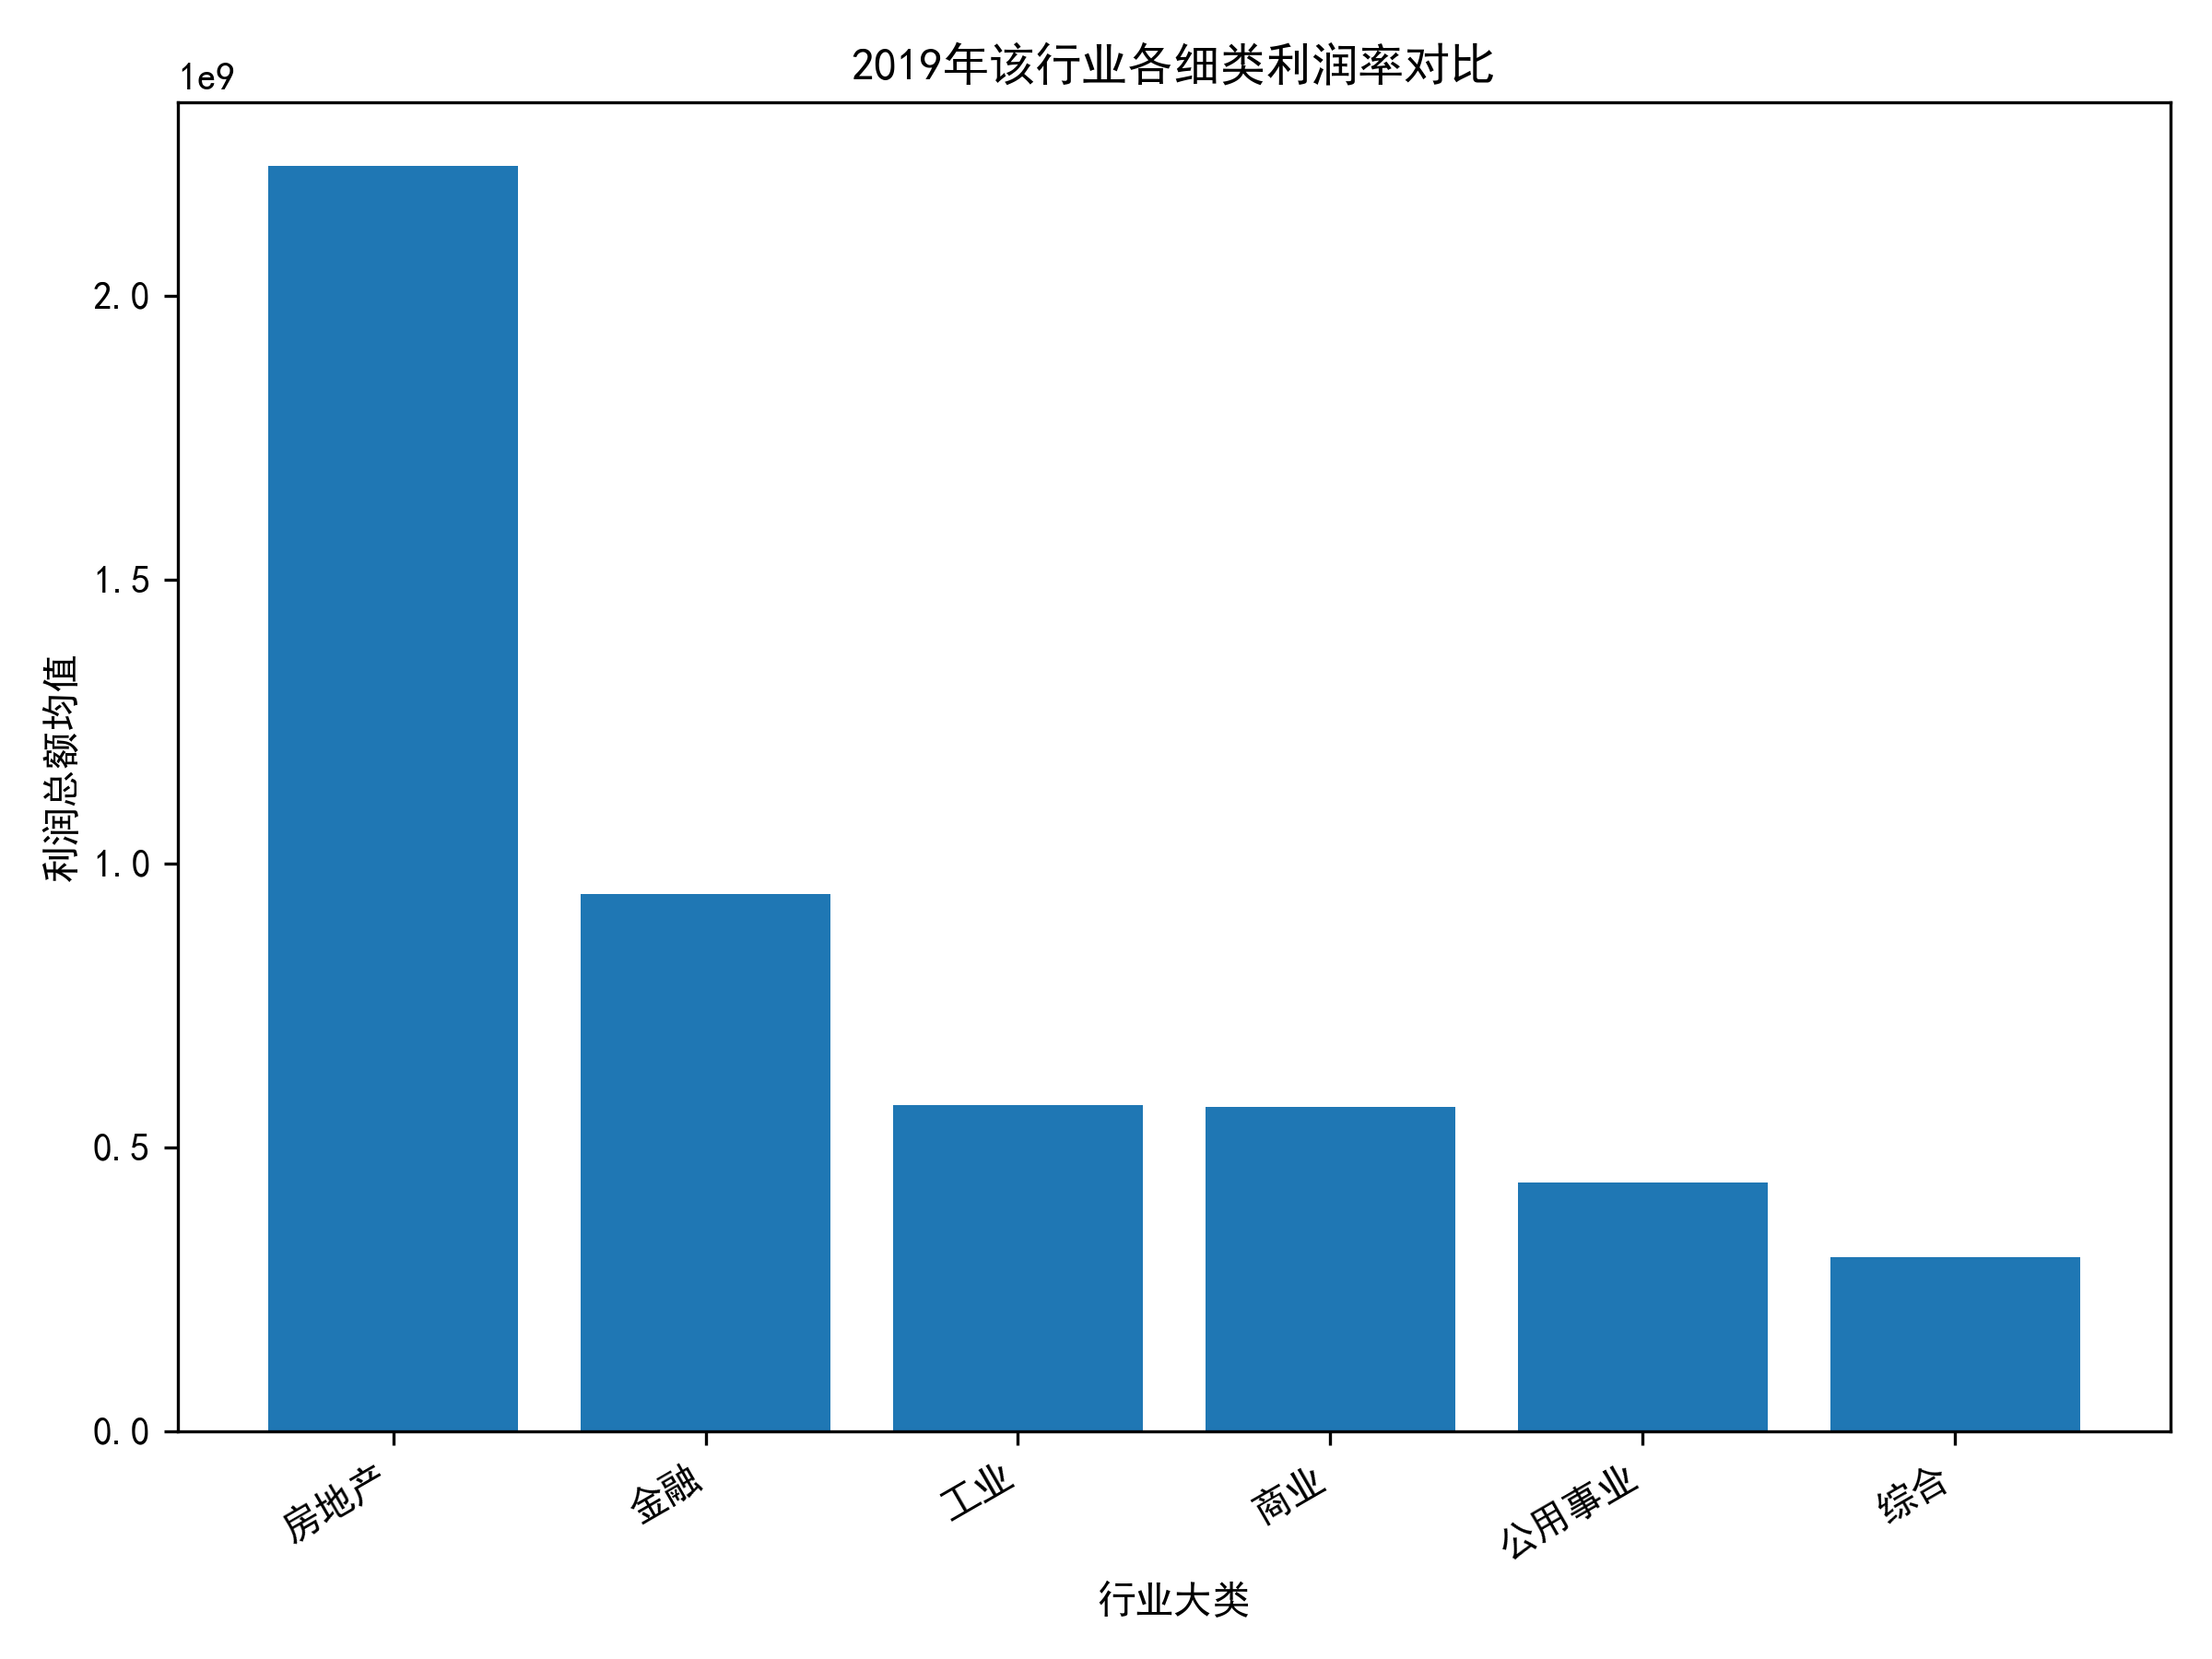 2019年该行业各细类利润率对比
1e9
2.0
1.5
1.0
0.5
0.0
利润总额均值
房地产
金融
工业
商业
公用事业
综合
行业大类